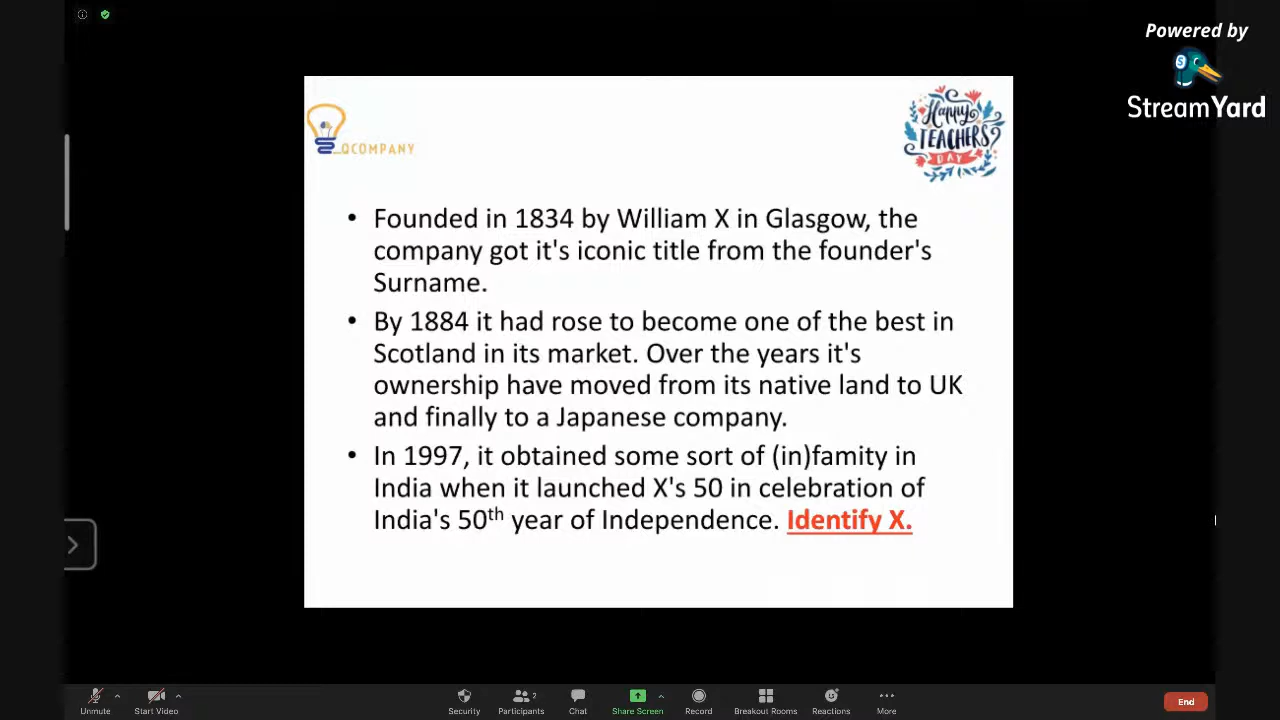 Powered by
StreamYard
QCOMPANY
Happy
TEACHERS'
DAY
• Founded in 1834 by William X in Glasgow, the
company got it's iconic title from the founder's
Surname.
• By 1884 it had rose to become one of the best in
Scotland in its market. Over the years it's
ownership have moved from its native land to UK
and finally to a Japanese company.
• In 1997, it obtained some sort of (in)famity in
India when it launched X's 50 in celebration of
India's 50th year of Independence. Identify X.
Unmute
Start Video
Security
Participants
2
Chat
Share Screen
Record
Breakout Rooms
Reactions
More
End